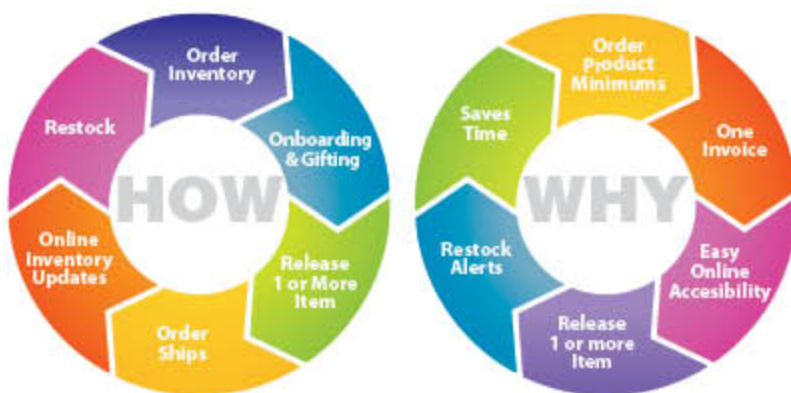 HOW
Order
Inventory
Onboarding
& Gifting
Release
1 or More
Item
Order
Ships
Online
Inventory
Updates
Restock
WHY
Order
Product
Minimums
One
Invoice
Easy
Online
Accesibility
Release
1 or more
Item
Restock
Alerts
Saves
Time